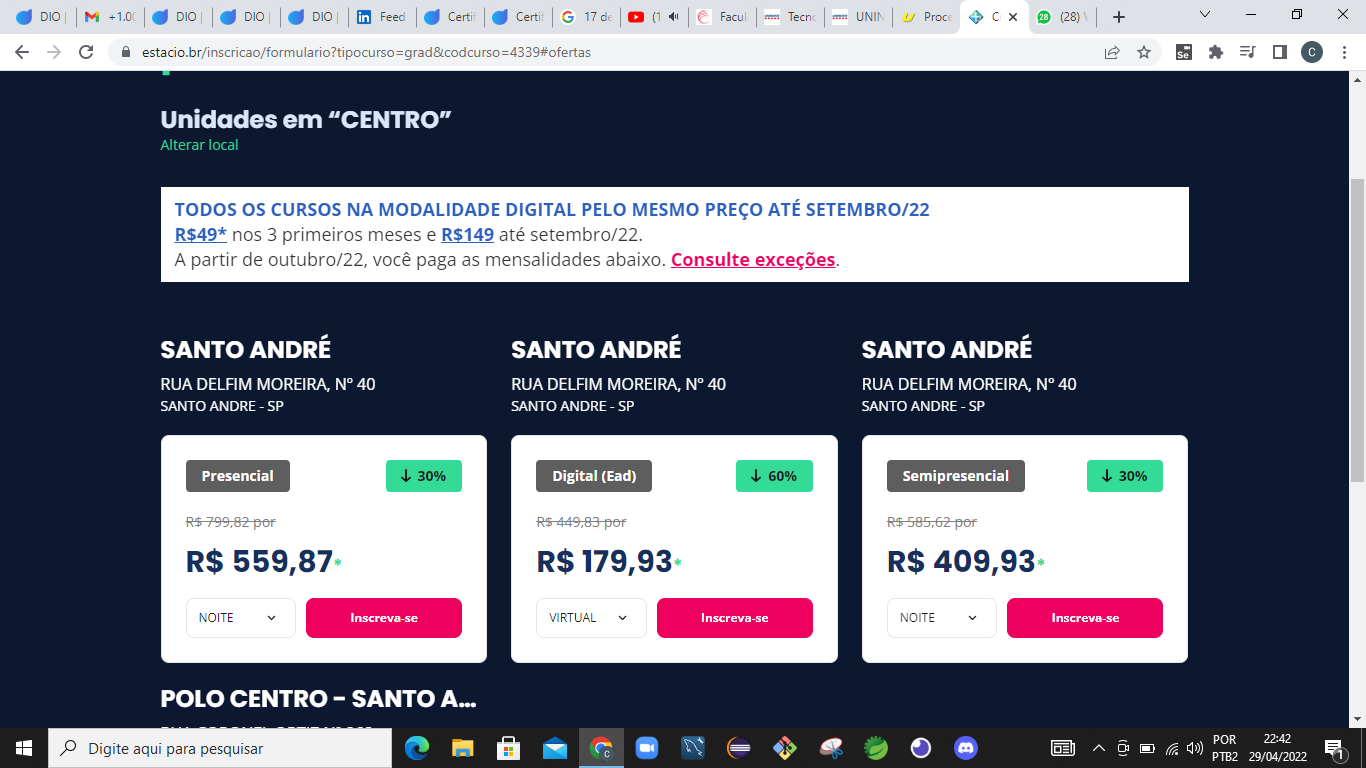 DIO |
+1.00
DIO |
DIO |
DIO |
Feed
Certif
Certif
17 de
(1
Facul
Tecno
UNIN
Proce
C
(28) V
estacio.br/inscricao/formulario?tipocurso=grad&codcurso=4339#ofertas
Se
C
Unidades em “CENTRO”
Alterar local
TODOS OS CURSOS NA MODALIDADE DIGITAL PELO MESMO PREÇO ATÉ SETEMBRO/22
R$49* nos 3 primeiros meses e R$149 até setembro/22.
A partir de outubro/22, você paga as mensalidades abaixo. Consulte exceções.
SANTO ANDRÉ
RUA DELFIM MOREIRA, Nº 40
SANTO ANDRE - SP
Presencial
↓ 30%
R$ 799,82 por
R$ 559,87*
NOITE
Inscreva-se
SANTO ANDRÉ
RUA DELFIM MOREIRA, Nº 40
SANTO ANDRE - SP
Digital (Ead)
↓ 60%
R$ 449,83 por
R$ 179,93*
VIRTUAL
Inscreva-se
SANTO ANDRÉ
RUA DELFIM MOREIRA, Nº 40
SANTO ANDRE - SP
Semipresencial
↓ 30%
R$ 585,62 por
R$ 409,93*
NOITE
Inscreva-se
POLO CENTRO - SANTO A...
Digite aqui para pesquisar
POR
PTB2
22:42
29/04/2022
1